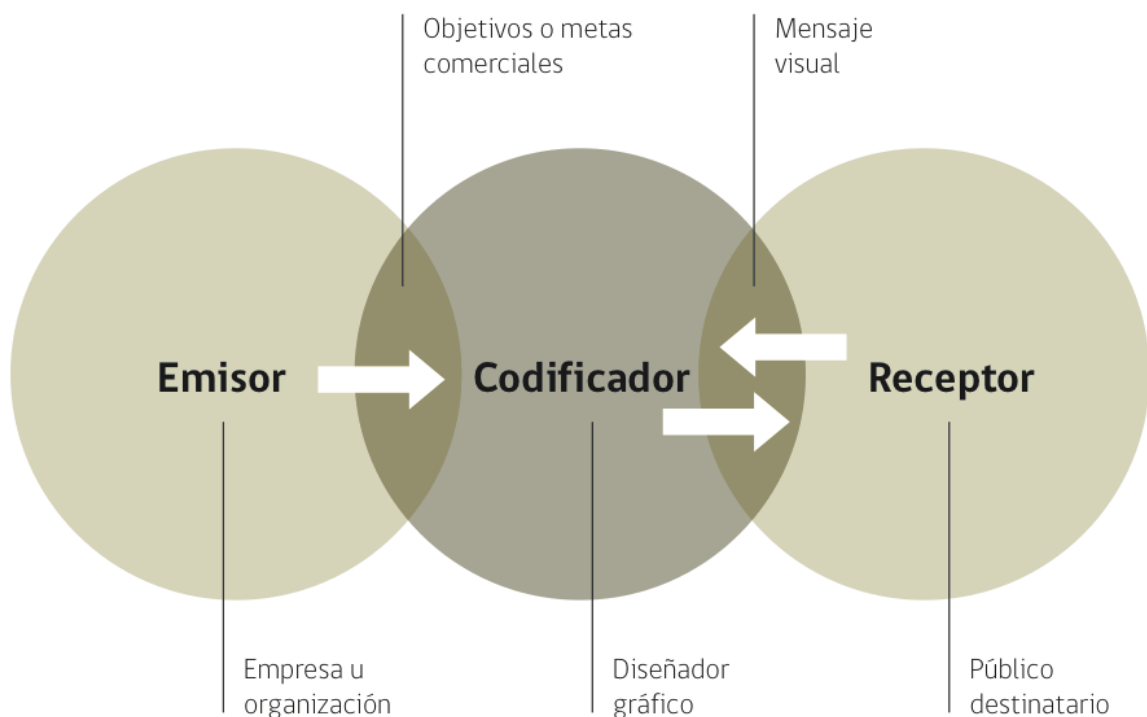 Objetivos o metas
comerciales
Mensaje
visual
Emisor
Codificador
Receptor
Empresa u
organización
Diseñador
gráfico
Público
destinatario